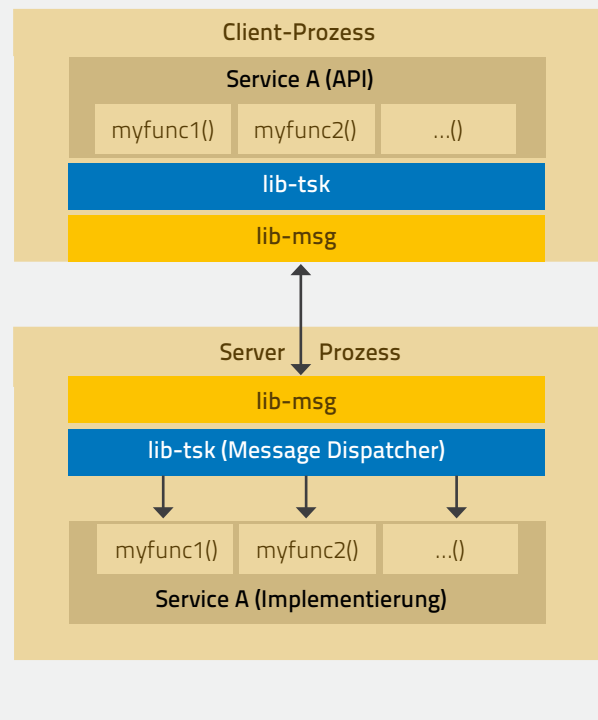 Client-Prozess
Service A (API)
myfunc1() myfunc2() ...()
lib-tsk
lib-msg
Server Prozess
lib-msg
lib-tsk (Message Dispatcher)
myfunc1() myfunc2() ...()
Service A (Implementierung)